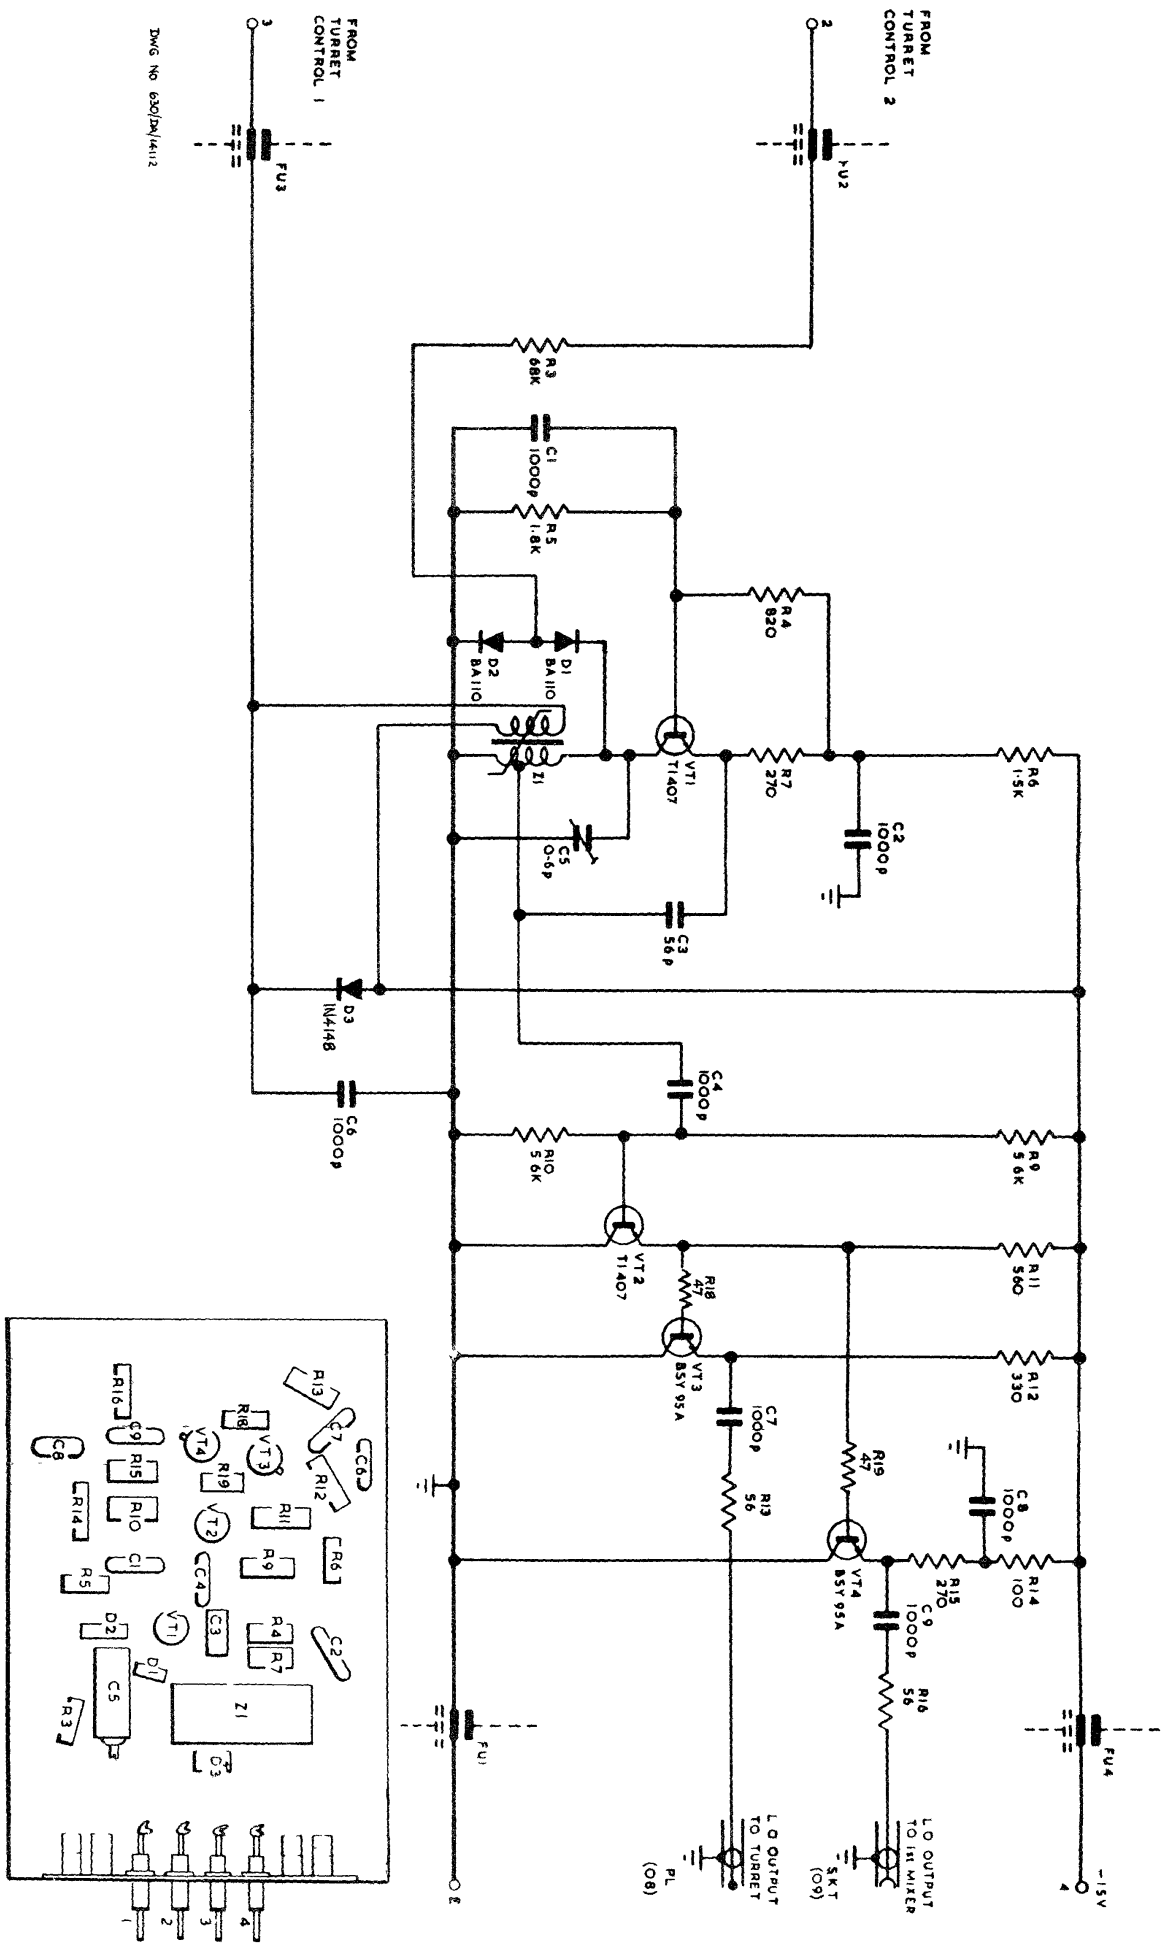 FROM
TURRET
CONTROL 1
3
FU3
DWG No 630/DA/14112
FROM
TURRET
CONTROL 2
2
FU2
R3
68K
C1
1000p
R5
1·8K
R4
820
D1
BA110
D2
BA110
VT1
T1407
R7
270
R6
1·5K
C2
1000p
Z1
C5
0-6p
C3
56p
D3
1N4148
C4
1000p
C6
1000p
R10
5 6K
R9
5 6K
VT2
T1407
R11
560
R18
47
VT3
BSY 95A
R12
330
C7
1000p
R13
56
R19
47
C8
1000p
VT4
BSY 95A
R15
270
R14
100
C9
1000p
R16
56
FU1
FU4
L O OUTPUT
TO TURRET
PL
(08)
L O OUTPUT
TO 1st MIXER
SKT
(09)
-15V
4
R13
C7
C6
R16
R18
C9
VT4
VT3
C8
R15
R19
R12
R14
R10
VT2
R11
C1
C4
R9
R6
R5
D2
VT1
C3
R4
C2
R7
D1
C5
Z1
R3
D3
1
2
3
4